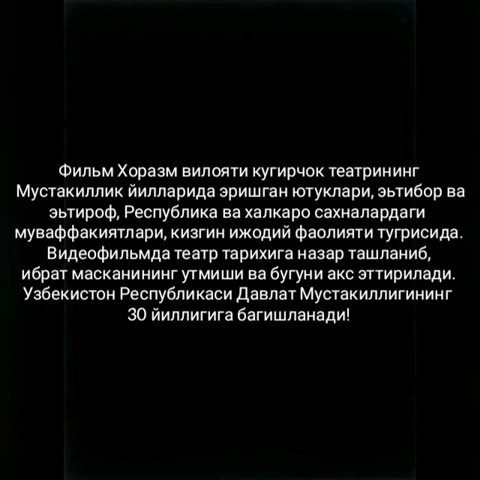 Фильм Хоразм вилояти кугирчок театрининг
Мустакиллик йилларида эришган ютуклари, эътибор ва
эътироф, Республика ва халкаро сахналардаги
муваффакиятлари, кизгин ижодий фаолияти тугрисида.
Видеофильмда театр тарихига назар ташланиб,
ибрат масканининг утмиши ва бугуни акс эттирилади.
Узбекистон Республикаси Давлат Мустакиллигининг
30 йиллигига багишланади!